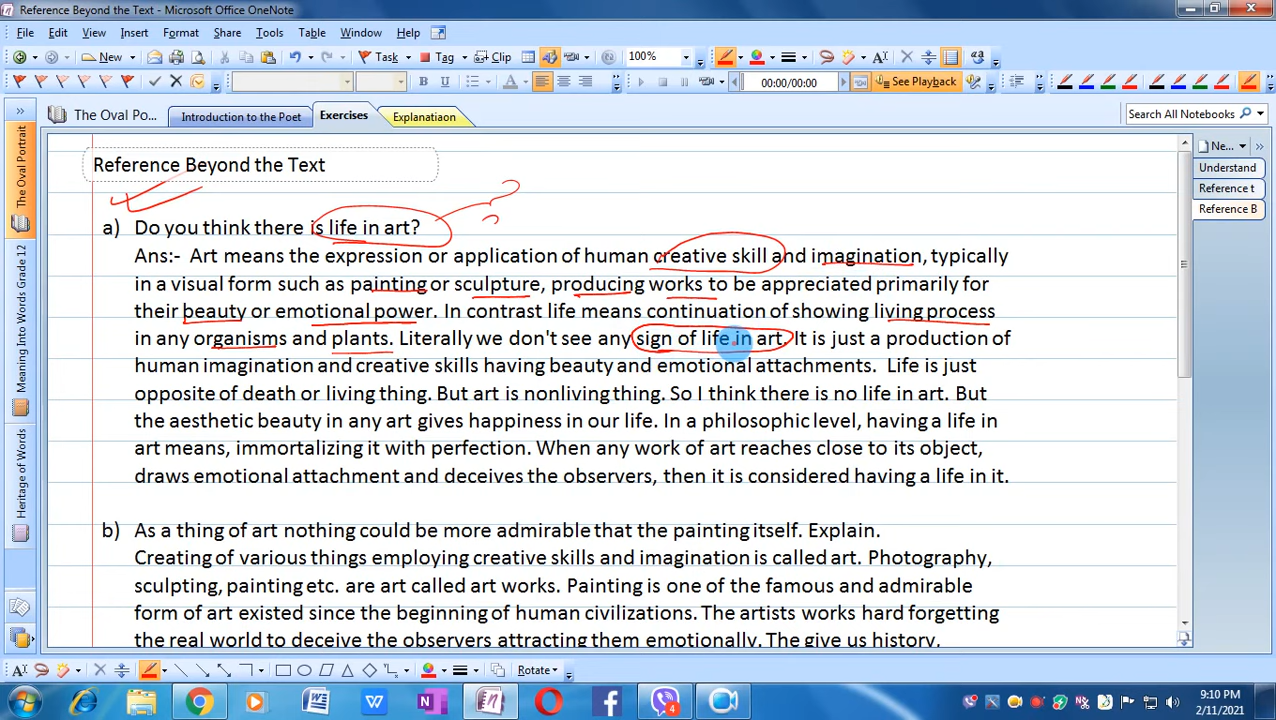 Reference Beyond the Text - Microsoft Office OneNote
File Edit View Insert Format Share Tools Table Window Help
New Task Tag Clip 100%
B U A 00:00/00:00 See Playback
The Oval Po... Introduction to the Poet Exercises Explanatiaon Search All Notebooks
Ne...
Understand
Reference t
Reference B
The Oval Portrait
Meaning Into Words Grade 12
Heritage of Words
Reference Beyond the Text
?
a) Do you think there is life in art?
Ans:- Art means the expression or application of human creative skill and imagination, typically
in a visual form such as painting or sculpture, producing works to be appreciated primarily for
their beauty or emotional power. In contrast life means continuation of showing living process
in any organisms and plants. Literally we don't see any sign of life in art. It is just a production of
human imagination and creative skills having beauty and emotional attachments. Life is just
opposite of death or living thing. But art is nonliving thing. So I think there is no life in art. But
the aesthetic beauty in any art gives happiness in our life. In a philosophic level, having a life in
art means, immortalizing it with perfection. When any work of art reaches close to its object,
draws emotional attachment and deceives the observers, then it is considered having a life in it.
b) As a thing of art nothing could be more admirable that the painting itself. Explain.
Creating of various things employing creative skills and imagination is called art. Photography,
sculpting, painting etc. are art called art works. Painting is one of the famous and admirable
form of art existed since the beginning of human civilizations. The artists works hard forgetting
the real world to deceive the observers attracting them emotionally. The give us history.
Rotate
9:10 PM
2/11/2021